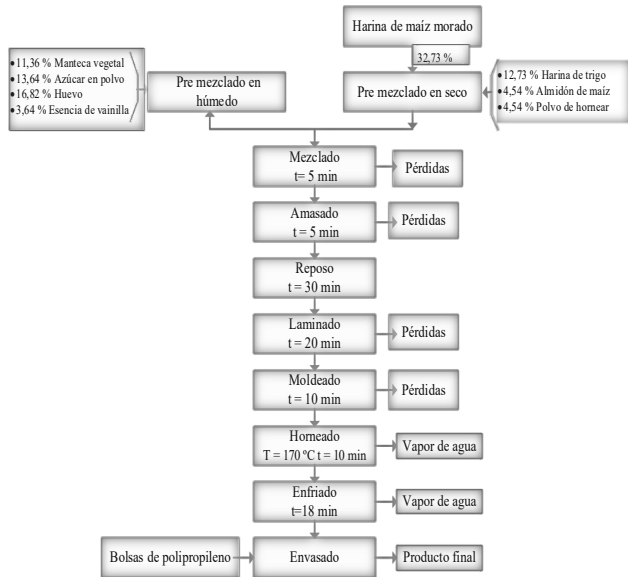 Harina de maíz morado
32,73 %
• 11,36 % Manteca vegetal
• 13,64 % Azúcar en polvo
• 16,82 % Huevo
• 3,64 % Esencia de vainilla
Pre mezclado en
húmedo
Pre mezclado en seco
• 12,73 % Harina de trigo
• 4,54 % Almidón de maíz
• 4,54 % Polvo de hornear
Mezclado
t= 5 min
Pérdidas
Amasado
t = 5 min
Pérdidas
Reposo
t = 30 min
Laminado
t = 20 min
Pérdidas
Moldeado
t = 10 min
Pérdidas
Horneado
T = 170 °C t = 10 min
Vapor de agua
Enfriado
t=18 min
Vapor de agua
Bolsas de polipropileno
Envasado
Producto final